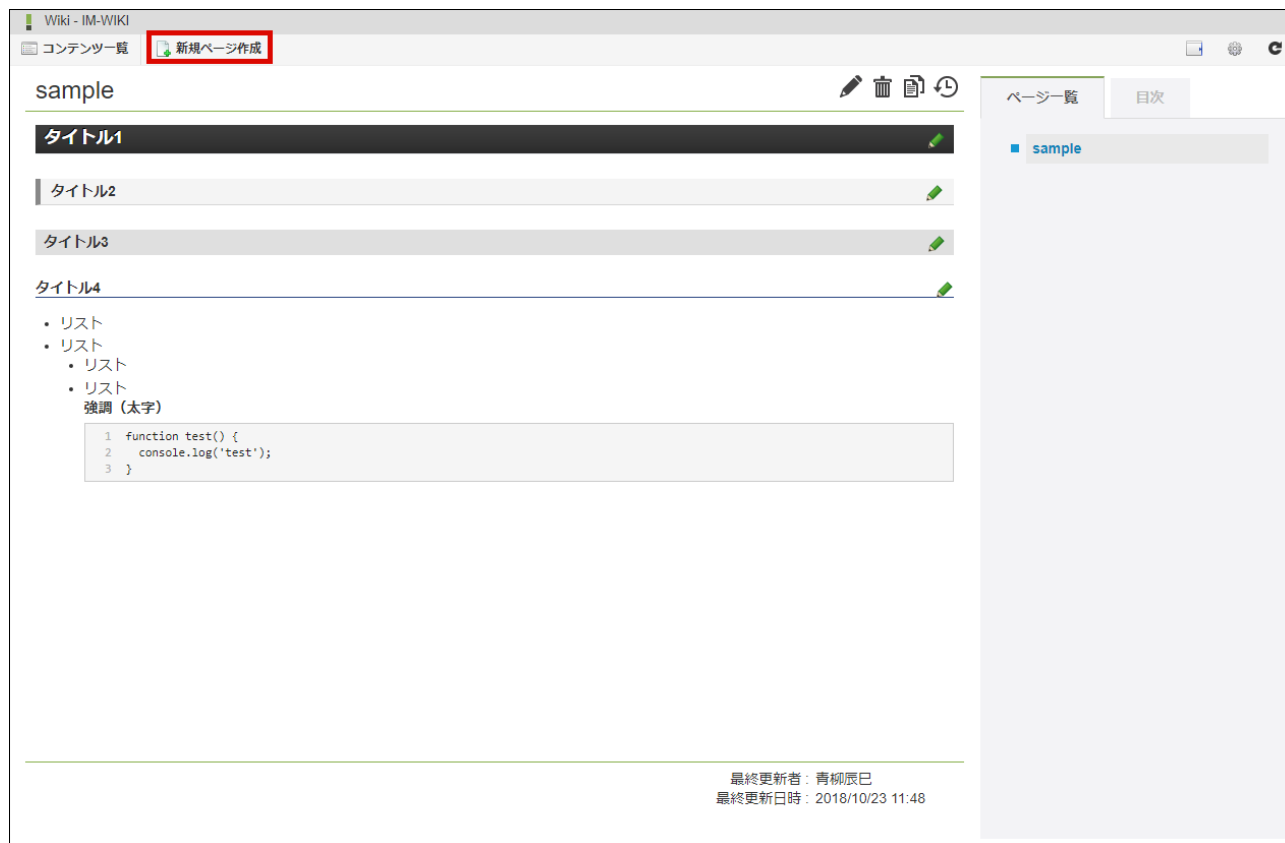 Wiki - IM-WIKI
コンテンツ一覧 新規ページ作成
sample
ページ一覧 目次
タイトル1
sample
タイトル2
タイトル3
タイトル4
• リスト
• リスト
• リスト
• リスト
強調（太字）
1 function test() {
2   console.log('test');
3 }
最終更新者 : 青柳辰巳
最終更新日時 : 2018/10/23 11:48